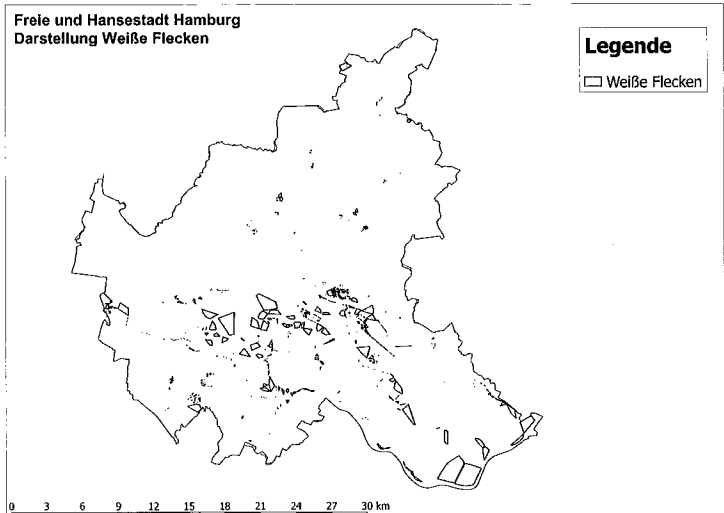 Freie und Hansestadt Hamburg
Darstellung Weiße Flecken
Legende
Weiße Flecken
0 3 6 9 12 15 18 21 24 27 30 km